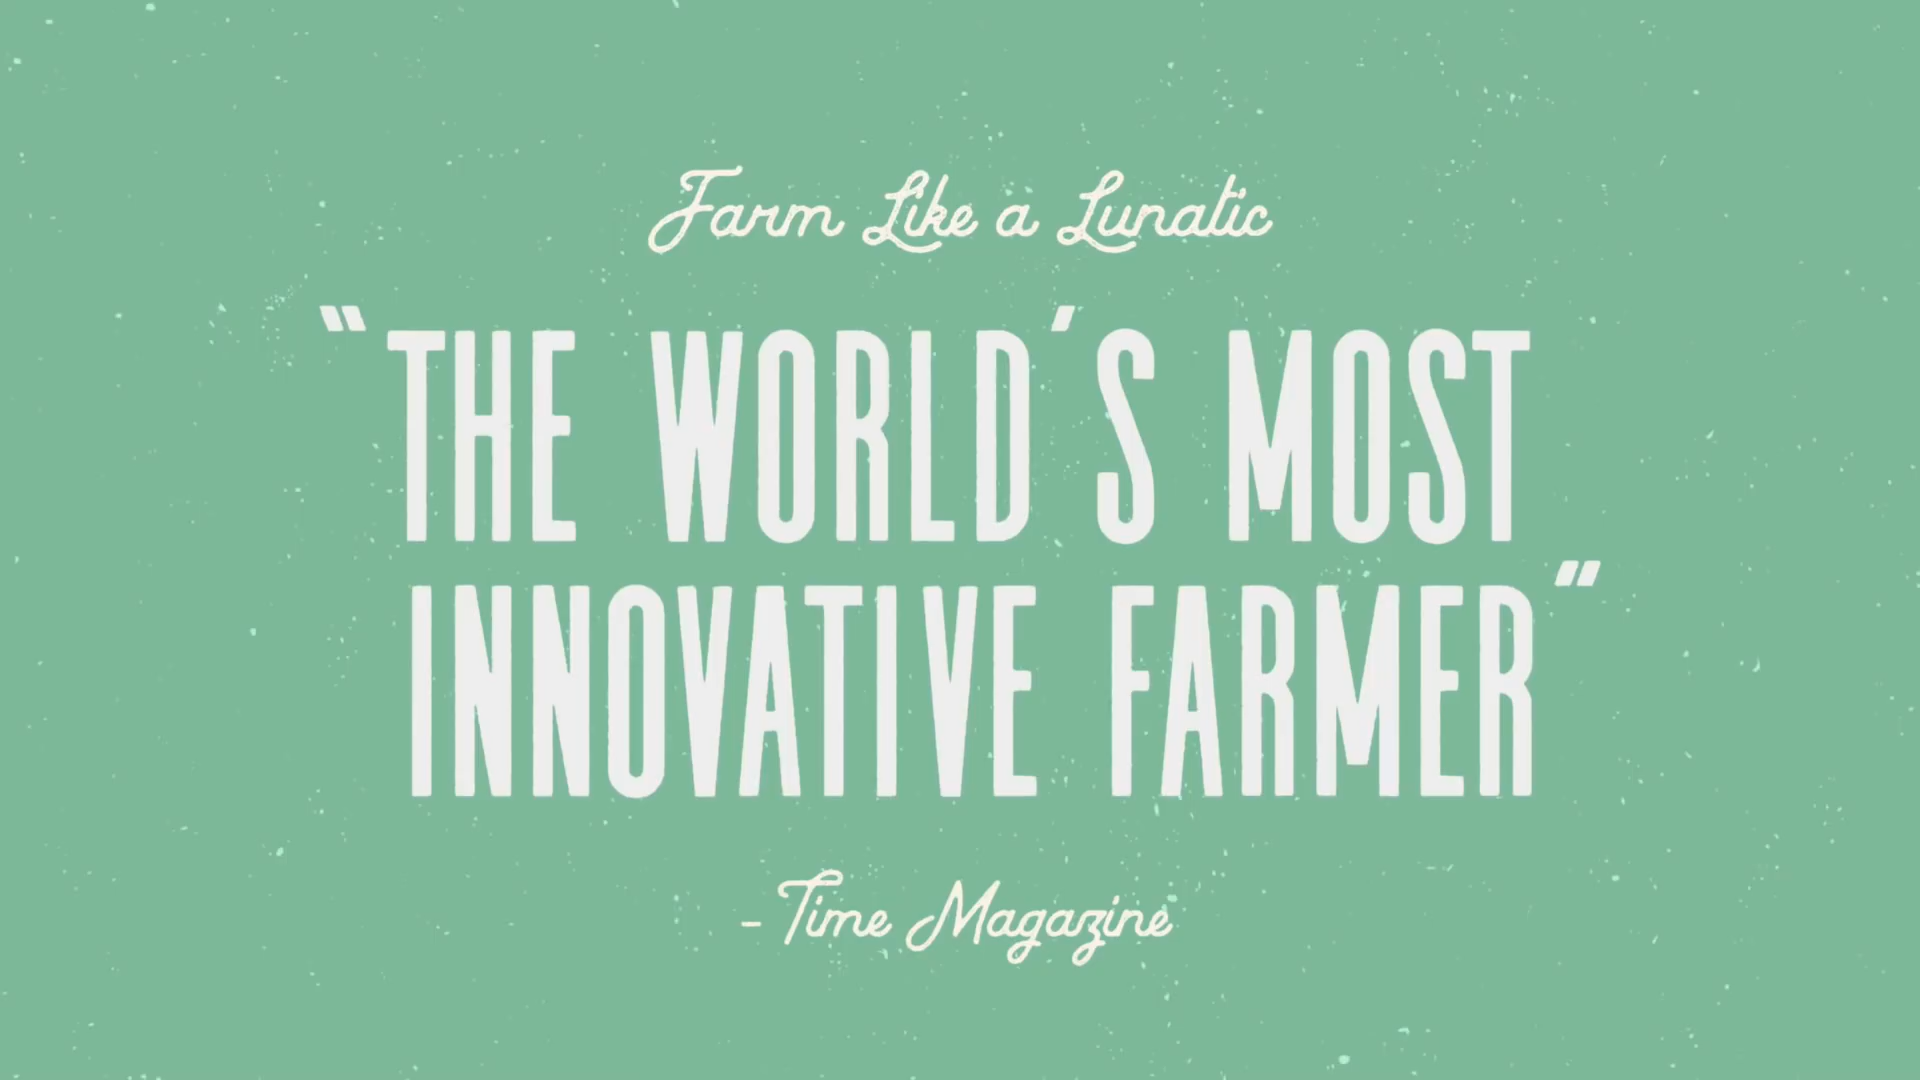 Farm Like a Lunatic
“THE WORLD'S MOST
INNOVATIVE FARMER”
- Time Magazine